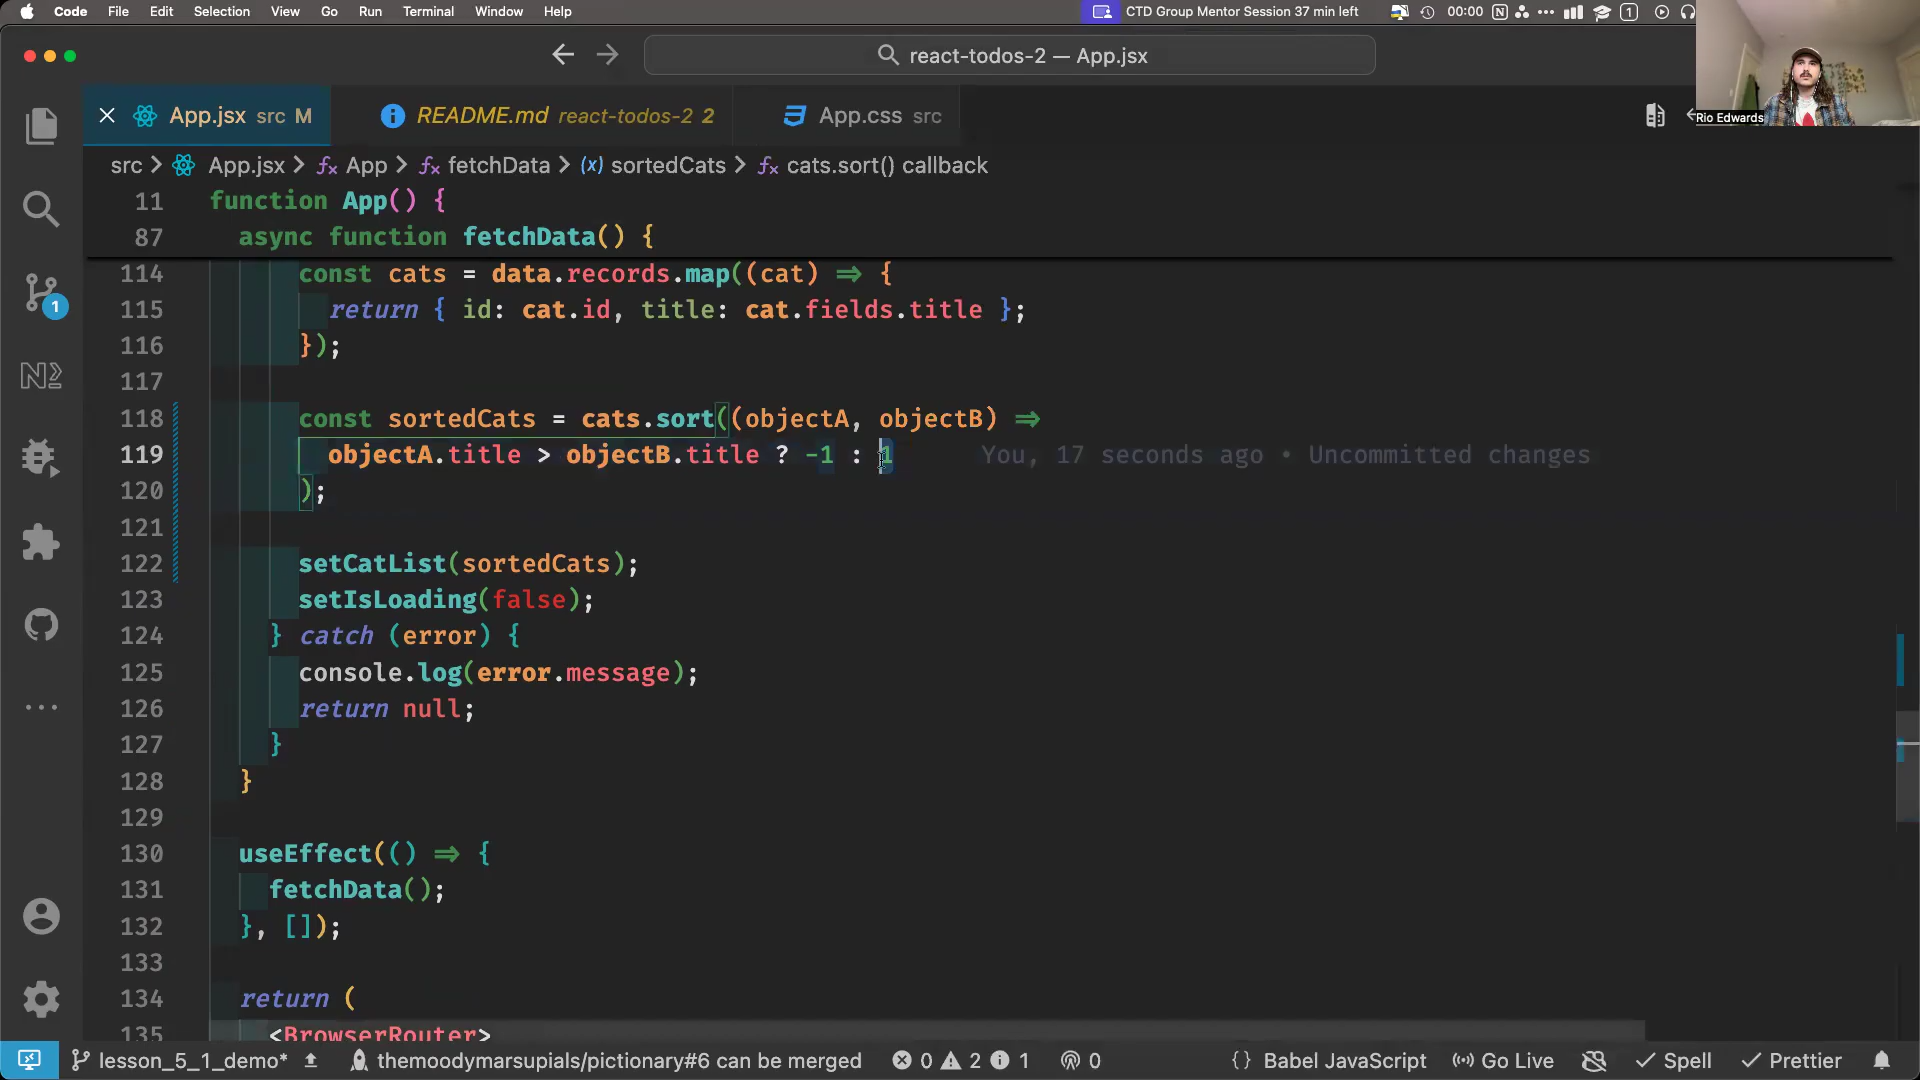 Code File Edit Selection View Go Run Terminal Window Help CTD Group Mentor Session 37 min left 00:00 1
react-todos-2 — App.jsx
App.jsx src M README.md react-todos-2 2 App.css src
Rio Edwards
src > App.jsx > App > fetchData > sortedCats > cats.sort() callback
11 function App() {
87 async function fetchData() {
114 const cats = data.records.map((cat) => {
115 return { id: cat.id, title: cat.fields.title };
116 });
117
118 const sortedCats = cats.sort((objectA, objectB) =>
119 objectA.title > objectB.title ? -1 : 1 You, 17 seconds ago • Uncommitted changes
120 );
121
122 setCatList(sortedCats);
123 setIsLoading(false);
124 } catch (error) {
125 console.log(error.message);
126 return null;
127 }
128 }
129
130 useEffect(() => {
131 fetchData();
132 }, []);
133
134 return (
135 <BrowserRouter>
1
lesson_5_1_demo* themoodymarsupials/pictionary#6 can be merged 0 2 1 0 {} Babel JavaScript Go Live Spell Prettier